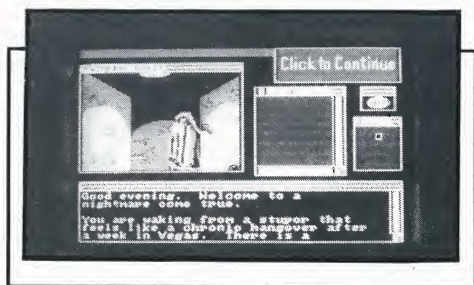 Click to Continue
Good evening. Welcome to a
nightmare come true.
You are waking from a stupor that
feels like a chronic hangover after
a week in Vegas. There is a